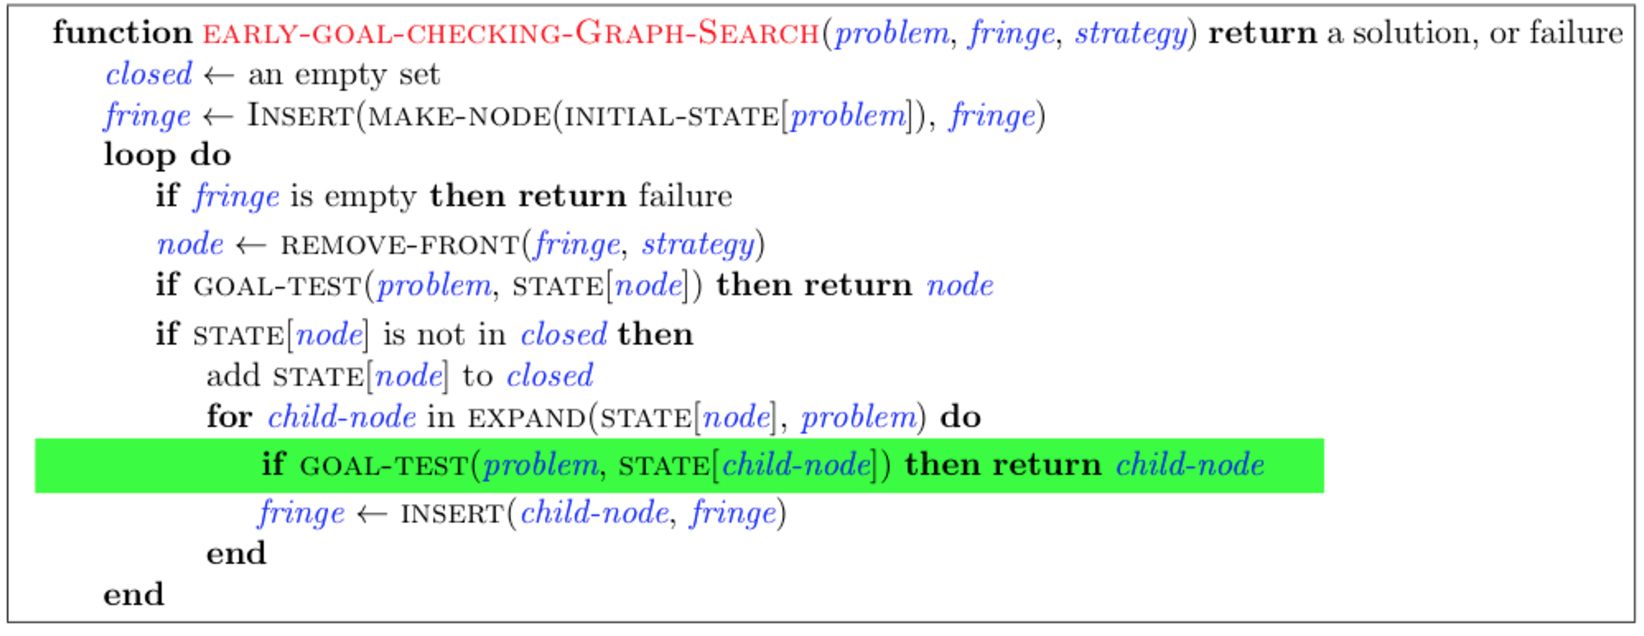 function EARLY-GOAL-CHECKING-GRAPH-SEARCH(problem, fringe, strategy) return a solution, or failure
closed ← an empty set
fringe ← INSERT(MAKE-NODE(INITIAL-STATE[problem]), fringe)
loop do
if fringe is empty then return failure
node ← REMOVE-FRONT(fringe, strategy)
if GOAL-TEST(problem, STATE[node]) then return node
if STATE[node] is not in closed then
add STATE[node] to closed
for child-node in EXPAND(STATE[node], problem) do
if GOAL-TEST(problem, STATE[child-node]) then return child-node
fringe ← INSERT(child-node, fringe)
end
end